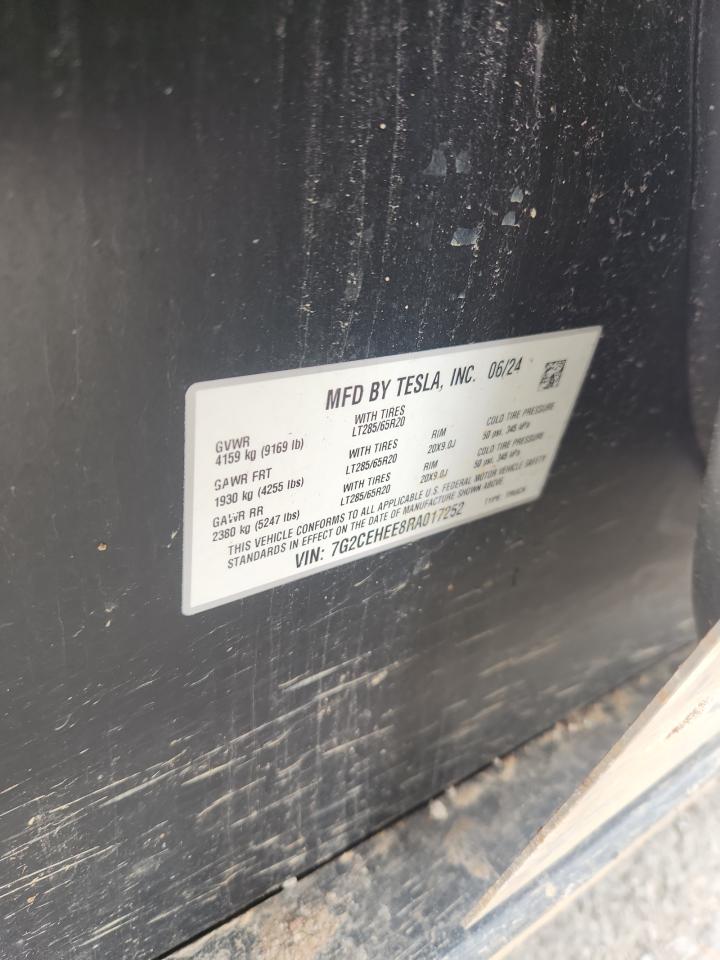 MFD BY TESLA, INC. 06/24
GVWR
4159 kg (9169 lb)
WITH TIRES
LT285/65R20
RIM
20X9.0J
COLD TIRE PRESSURE
50 psi, 345 kPa
GAWR FRT
1930 kg (4255 lbs)
WITH TIRES
LT285/65R20
RIM
20X9.0J
COLD TIRE PRESSURE
50 psi, 345 kPa
GAWR RR
2380 kg (5247 lbs)
WITH TIRES
LT285/65R20
THIS VEHICLE CONFORMS TO ALL APPLICABLE U.S. FEDERAL MOTOR VEHICLE SAFETY
STANDARDS IN EFFECT ON THE DATE OF MANUFACTURE SHOWN ABOVE.
VIN: 7G2CEHEE8RA017252
TYPE: TRUCK